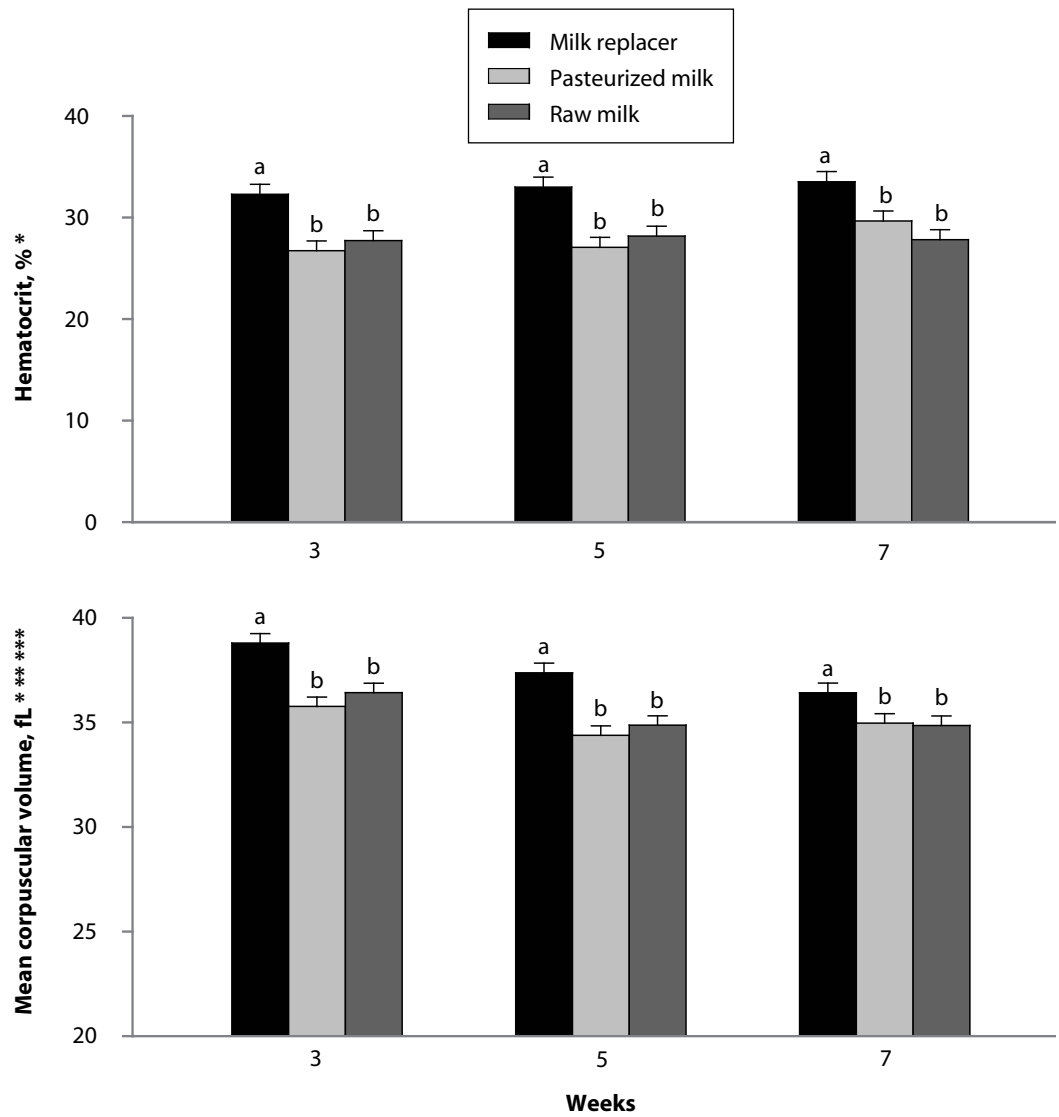 Milk replacer
Pasteurized milk
Raw milk
Hematocrit, % *
40
30
20
10
0
a
b
b
a
b
b
a
b
b
3
5
7
Mean corpuscular volume, fL * ** ***
40
35
30
25
20
a
b
b
a
b
b
a
b
b
3
5
7
Weeks